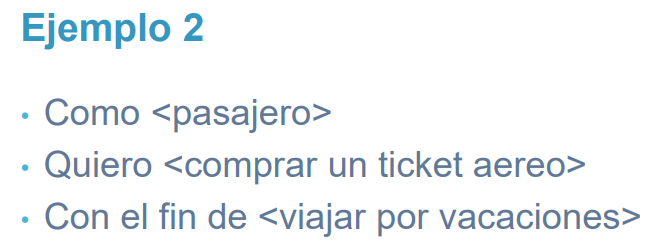 Ejemplo 2
• Como <pasajero>
• Quiero <comprar un ticket aereo>
• Con el fin de <viajar por vacaciones>